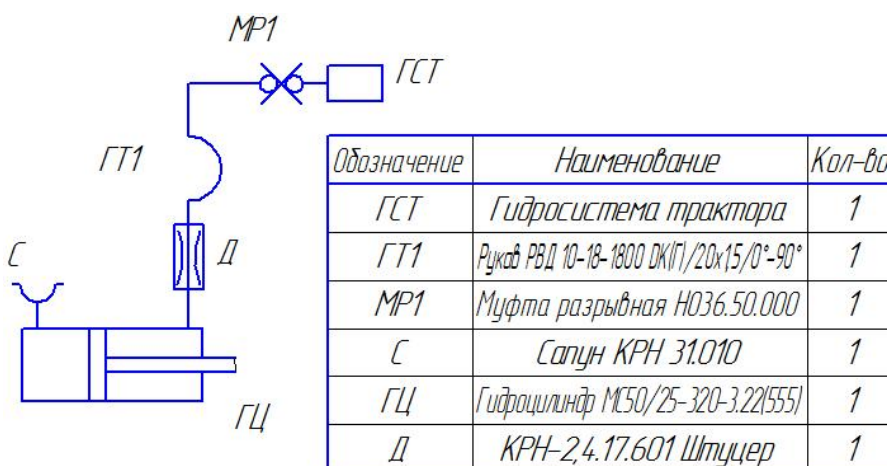 МР1
ГСТ
ГТ1
Д
С
ГЦ
Обозначение Наименование Кол-во
ГСТ Гидросистема трактора 1
ГТ1 Рукав РВД 10-18-1800 DK(Г)/20х1,5/0°-90° 1
МР1 Муфта разрывная Н036.50.000 1
С Сапун КРН 31.010 1
ГЦ Гидроцилиндр МС50/25-320-3.22(555) 1
Д КРН-2,4.17.601 Штуцер 1